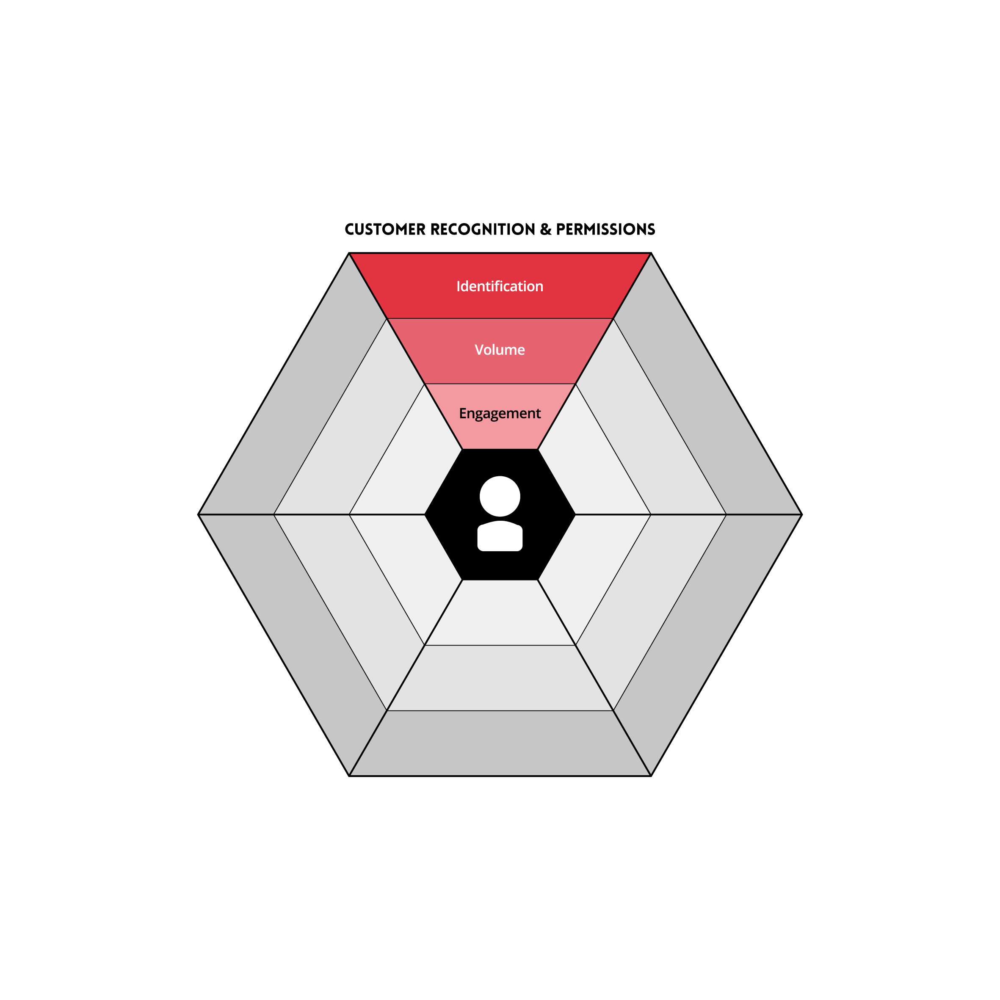 CUSTOMER RECOGNITION & PERMISSIONS
Identification
Volume
Engagement